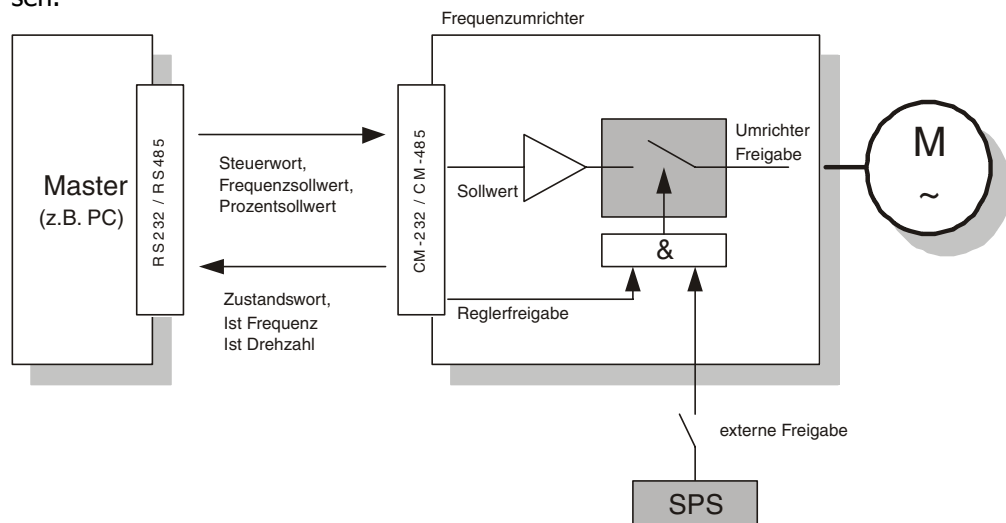 sen.
Frequenzumrichter
Master
(z.B. PC)
RS232 / RS485
Steuerwort,
Frequenzsollwert,
Prozentsollwert
Zustandswort,
Ist Frequenz
Ist Drehzahl
CM-232 / CM-485
Sollwert
Reglerfreigabe
&
Umrichter
Freigabe
M
~
externe Freigabe
SPS